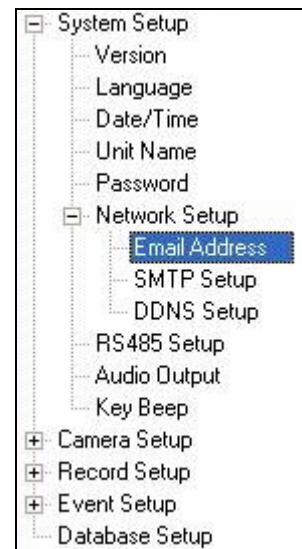 System Setup
Version
Language
Date/Time
Unit Name
Password
Network Setup
Email Address
SMTP Setup
DDNS Setup
RS485 Setup
Audio Output
Key Beep
Camera Setup
Record Setup
Event Setup
Database Setup